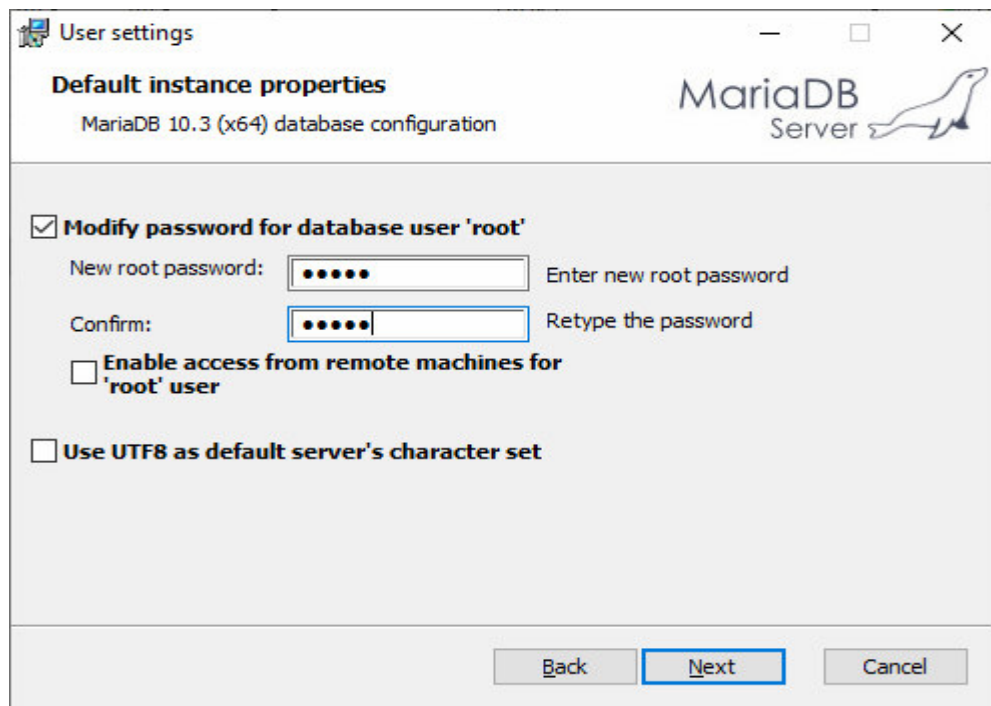 User settings
Default instance properties
MariaDB 10.3 (x64) database configuration
MariaDB
Server
Modify password for database user 'root'
New root password: ●●●●● Enter new root password
Confirm: ●●●●● Retype the password
Enable access from remote machines for
'root' user
Use UTF8 as default server's character set
Back Next Cancel